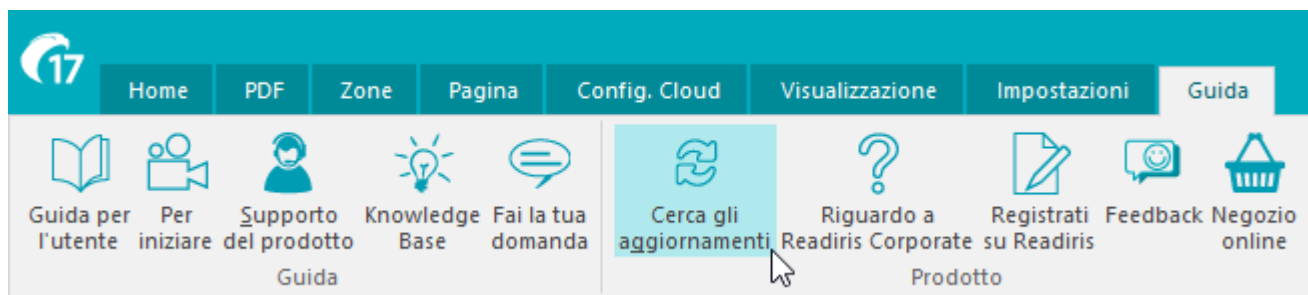 17
Home PDF Zone Pagina Config. Cloud Visualizzazione Impostazioni Guida
Guida per l'utente
Per iniziare
Supporto del prodotto
Knowledge Base
Fai la tua domanda
Cerca gli aggiornamenti
Riguardo a Readiris Corporate
Registrati su Readiris
Feedback
Negozio online
Guida
Prodotto